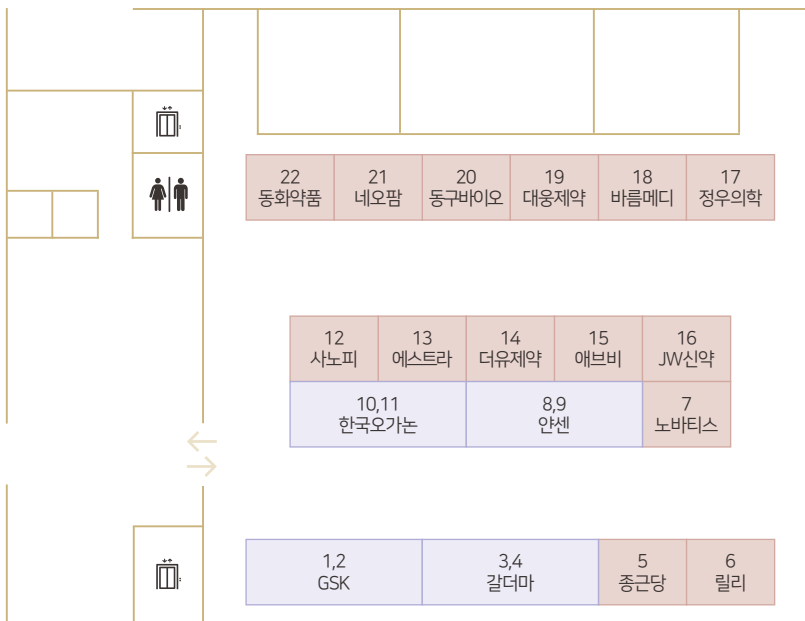 22
동화약품
21
네오팜
20
동구바이오
19
대웅제약
18
바름메디
17
정우의학
12
사노피
13
에스트라
14
더유제약
15
애브비
16
JW신약
10,11
한국오가논
8,9
얀센
7
노바티스
1,2
GSK
3,4
갈더마
5
종근당
6
릴리